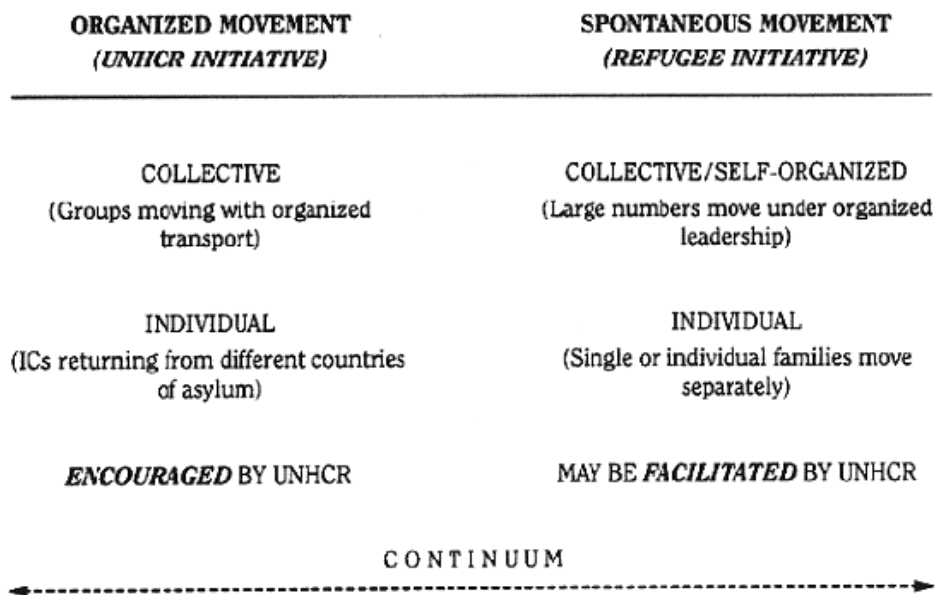 ORGANIZED MOVEMENT
(UNHCR INITIATIVE)
SPONTANEOUS MOVEMENT
(REFUGEE INITIATIVE)
COLLECTIVE
(Groups moving with organized
transport)
COLLECTIVE/SELF-ORGANIZED
(Large numbers move under organized
leadership)
INDIVIDUAL
(ICs returning from different countries
of asylum)
INDIVIDUAL
(Single or individual families move
separately)
ENCOURAGED BY UNHCR
MAY BE FACILITATED BY UNHCR
CONTINUUM